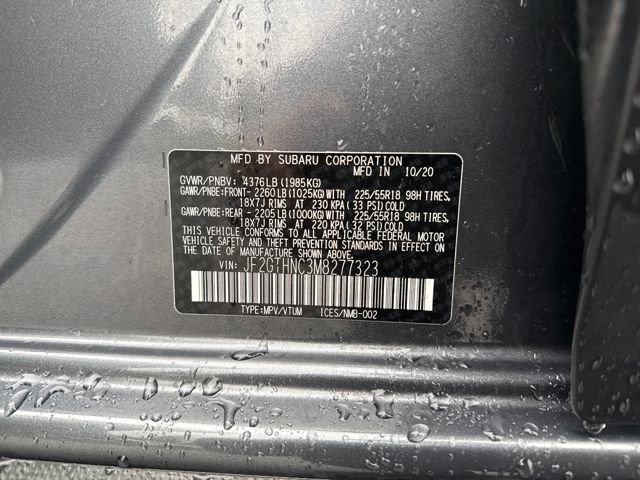 MFD BY SUBARU CORPORATION
MFD IN 10/20
GVWR/PNBV: 4376LB(1985KG)
GAWR/PNBE:FRONT- 2260LB(1025KG)WITH 225/55R18 98H TIRES,
18X7J RIMS AT 230 KPA(33 PSI)COLD
GAWR/PNBE:REAR - 2205LB(1000KG)WITH 225/55R18 98H TIRES,
18X7J RIMS AT 220 KPA(32 PSI)COLD
THIS VEHICLE CONFORMS TO ALL APPLICABLE FEDERAL MOTOR
VEHICLE SAFETY AND THEFT PREVENTION STANDARDS IN EFFECT
ON THE DATE OF MANUFACTURE SHOWN ABOVE.
VIN: JF2GTHNC3M8277323
TYPE:MPV/VTUM ICES/NMB-002